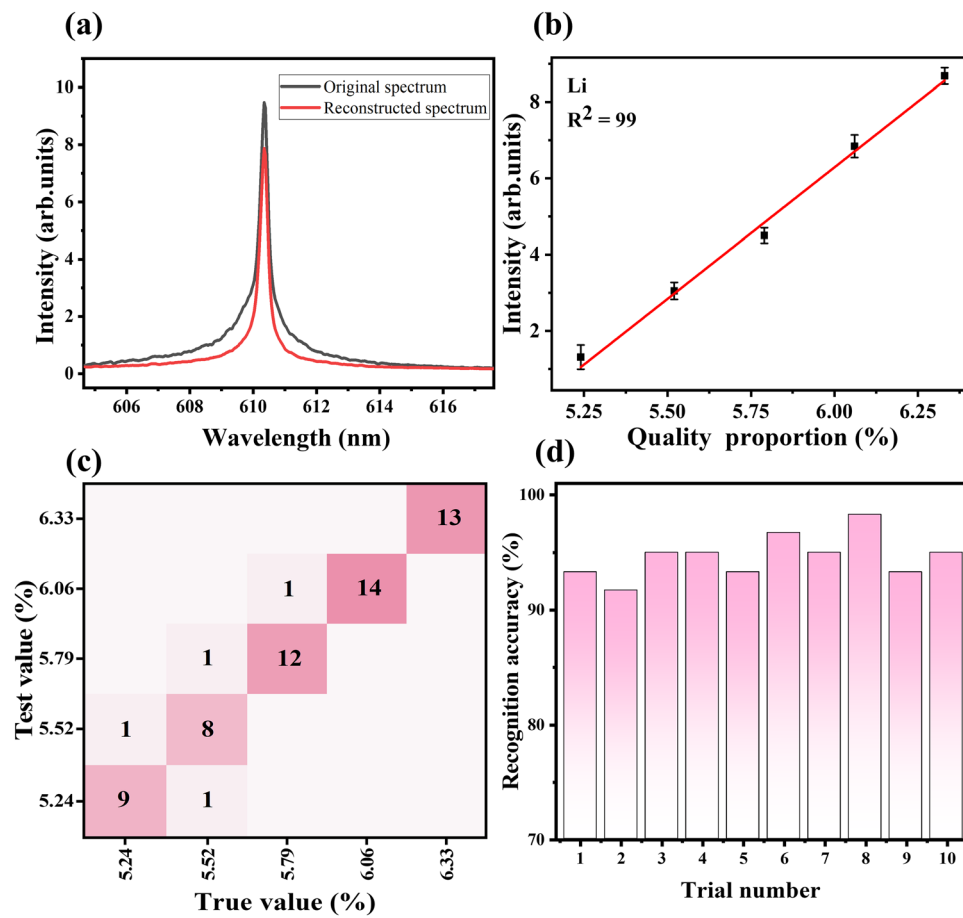 (a)
Original spectrum
Reconstructed spectrum
Intensity (arb.units)
10
8
6
4
2
0
606 608 610 612 614 616
Wavelength (nm)
(b)
Li
R² = 99
Intensity (arb.units)
8
6
4
2
5.25 5.50 5.75 6.00 6.25
Quality proportion (%)
(c)
Test value (%)
6.33
6.06
5.79
5.52
5.24
13
1 14
1 12
1 8
9 1
5.24 5.52 5.79 6.06 6.33
True value (%)
(d)
Recognition accuracy (%)
100
90
80
70
1 2 3 4 5 6 7 8 9 10
Trial number